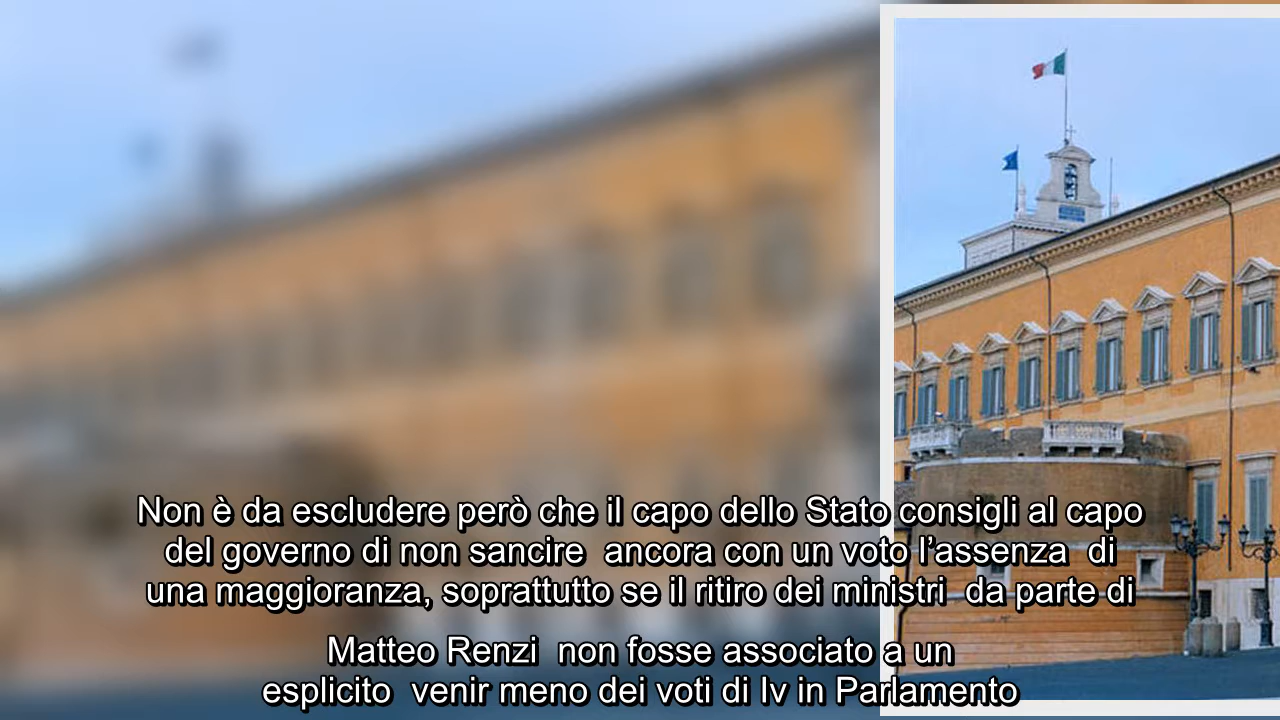 Non è da escludere però che il capo dello Stato consigli al capo
del governo di non sancire ancora con un voto l’assenza di
una maggioranza, soprattutto se il ritiro dei ministri da parte di
Matteo Renzi non fosse associato a un
esplicito venir meno dei voti di Iv in Parlamento